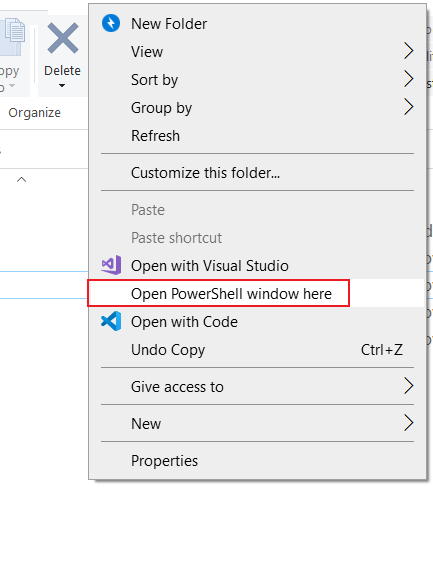 New Folder
View
Sort by
Group by
Refresh
Customize this folder...
Paste
Paste shortcut
Open with Visual Studio
Open PowerShell window here
Open with Code
Undo Copy Ctrl+Z
Give access to
New
Properties
opy
Delete
Organize